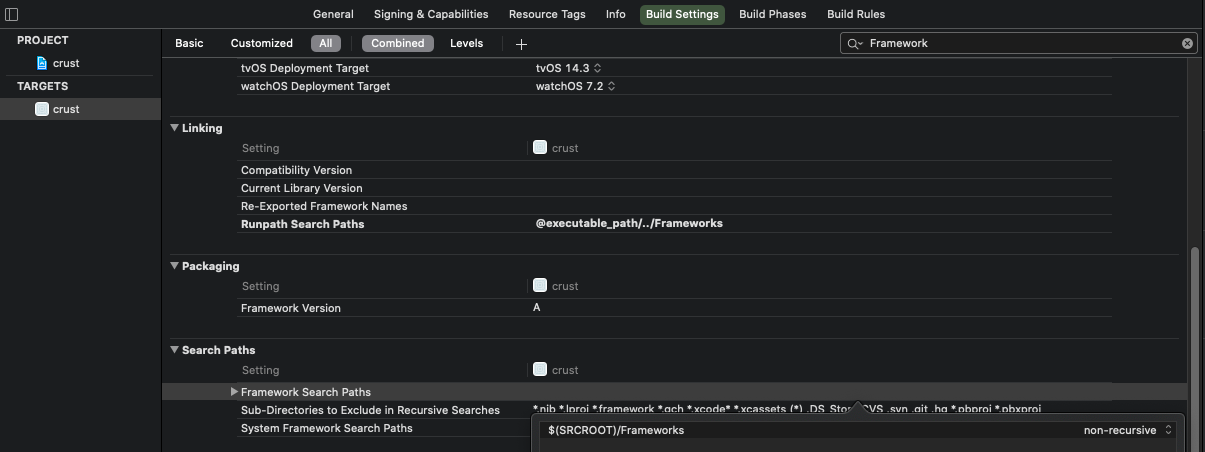 General Signing & Capabilities Resource Tags Info Build Settings Build Phases Build Rules
PROJECT
crust
TARGETS
crust
Basic Customized All Combined Levels + Framework
tvOS Deployment Target tvOS 14.3
watchOS Deployment Target watchOS 7.2
Linking
Setting crust
Compatibility Version
Current Library Version
Re-Exported Framework Names
Runpath Search Paths @executable_path/../Frameworks
Packaging
Setting crust
Framework Version A
Search Paths
Setting crust
Framework Search Paths
Sub-Directories to Exclude in Recursive Searches *.nib *.lproj *.framework *.gch *.xcode* *.xcassets (*) .DS_Store CVS .svn .git .hg *.pbproj *.pbxproj
System Framework Search Paths
$(SRCROOT)/Frameworks non-recursive